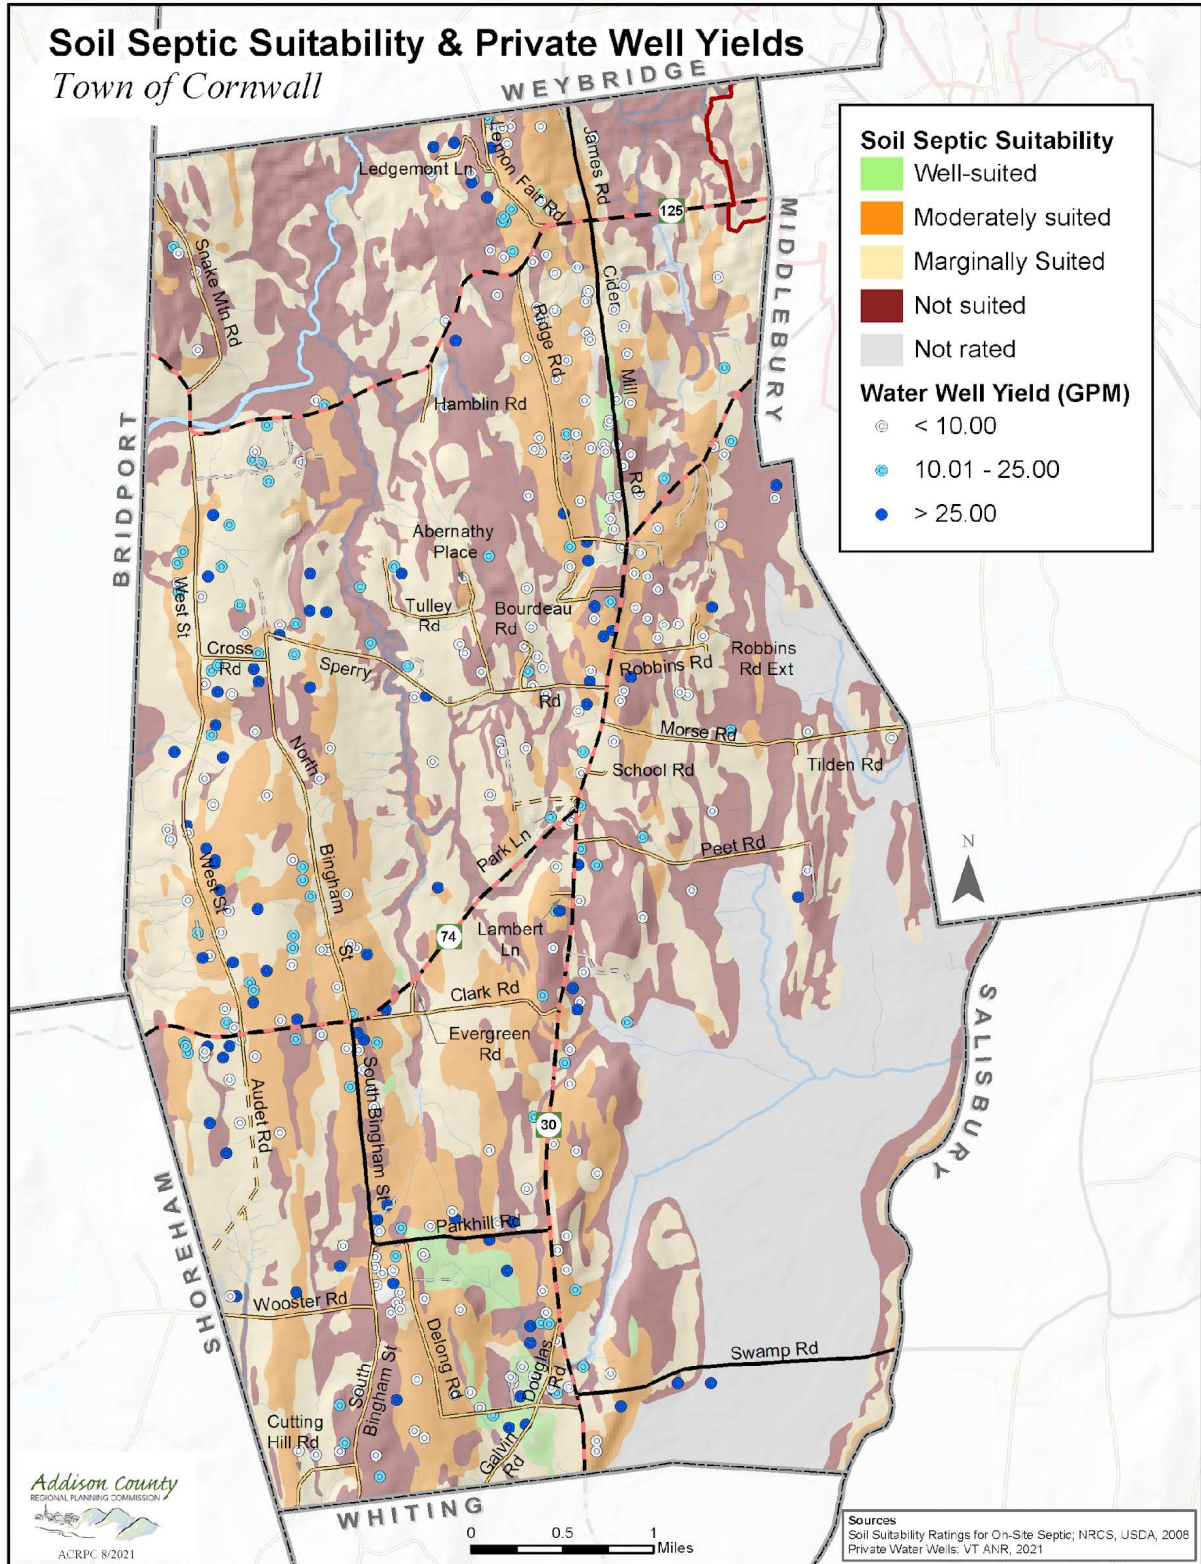 Soil Septic Suitability & Private Well Yields
Town of Cornwall
WEYBRIDGE
Soil Septic Suitability
Well-suited
Moderately suited
Marginally Suited
Not suited
Not rated
Water Well Yield (GPM)
< 10.00
10.01 - 25.00
> 25.00
Ledgemont Ln
Lemon Fair Rd
James Rd
125
MIDDLEBURY
Snake Mtn Rd
Cider
Mill
Rd
Ridge Rd
Hamblin Rd
BRIDPORT
Abernathy
Place
West St
Tulley
Rd
Bourdeau
Rd
Cross
Rd
Sperry
Rd
Robbins Rd
Robbins
Rd Ext
North
Bingham
St
Morse Rd
School Rd
Tilden Rd
Park Ln
Peet Rd
N
West St
74
Lambert
Ln
Clark Rd
Evergreen
Rd
SALISBURY
Audet Rd
South Bingham St
30
SHOREHAM
Parkhill Rd
Wooster Rd
Delong Rd
Douglas
Rd
Swamp Rd
South
Bingham St
Cutting
Hill Rd
Galvin
Rd
WHITING
Addison County
REGIONAL PLANNING COMMISSION
ACRPC 8/2021
0 0.5 1
Miles
Sources
Soil Suitability Ratings for On-Site Septic; NRCS, USDA, 2008
Private Water Wells: VT ANR, 2021